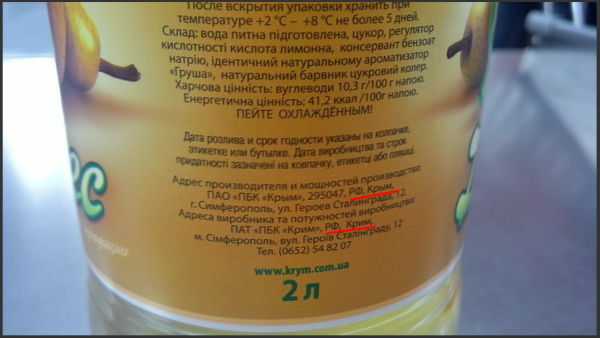 После вскрытия упаковки хранить при
температуре +2 °С – +8 °С не более 5 дней.
Склад: вода питна підготовлена, цукор, регулятор
кислотності кислота лимонна, консервант бензоат
натрію, ідентичний натуральному ароматизатор
«Груша», натуральний барвник цукровий колер.
Харчова цінність: вуглеводи 10,3 г/100 г напою.
Енергетична цінність: 41,2 ккал /100г напою.
ПЕЙТЕ ОХЛАЖДЁННЫМ!
Дата розлива и срок годности указаны на колпачке,
этикетке или бутылке. Дата виробництва та строк
придатності зазначені на ковпачку, етикетці або пляшці.
Адрес производителя и мощностей производства:
ПАО «ПБК «Крым», 295047, РФ, Крым,
г. Симферополь, ул. Героев Сталинграда, 12.
Адреса виробника та потужностей виробництва:
ПАТ «ПБК «Крим», РФ, Крим,
м. Сімферополь, вул. Героїв Сталінграду, 12
Тел. (0652) 54 82 07
www.krym.com.ua
2 л
ес